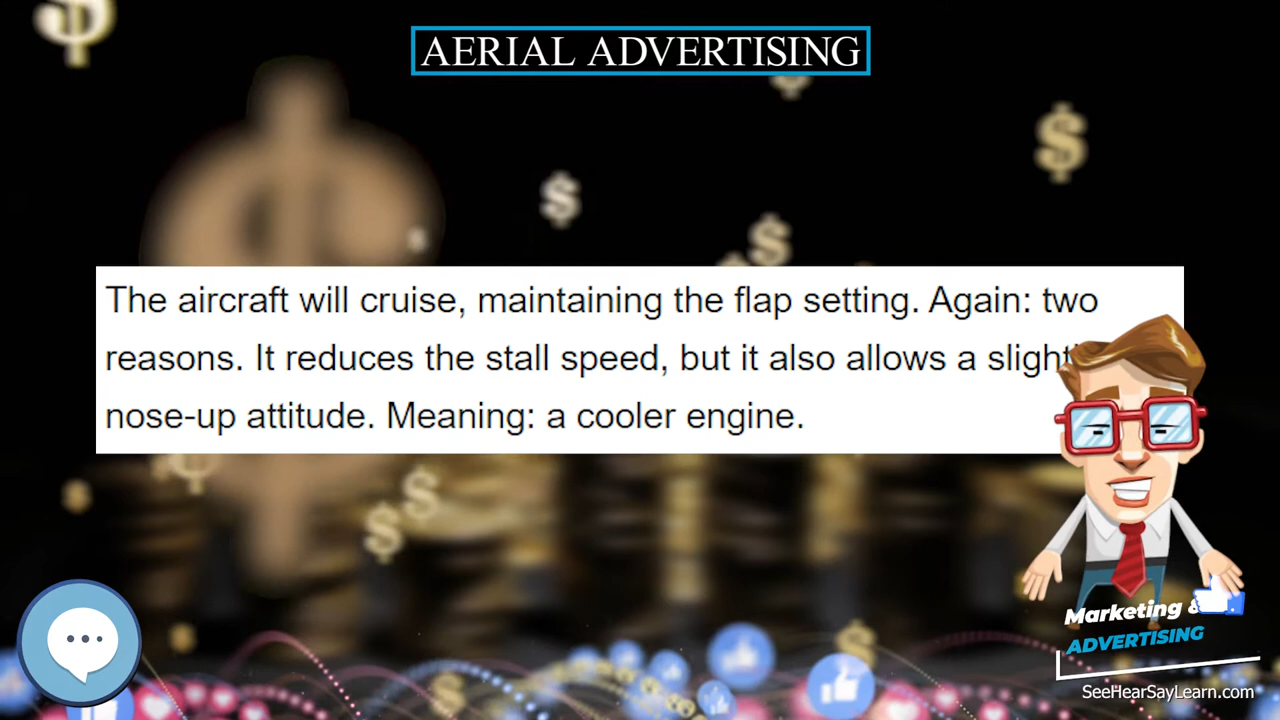 AERIAL ADVERTISING
The aircraft will cruise, maintaining the flap setting. Again: two
reasons. It reduces the stall speed, but it also allows a
nose-up attitude. Meaning: a cooler engine.
Marketing &
ADVERTISING
SeeHearSayLearn.com